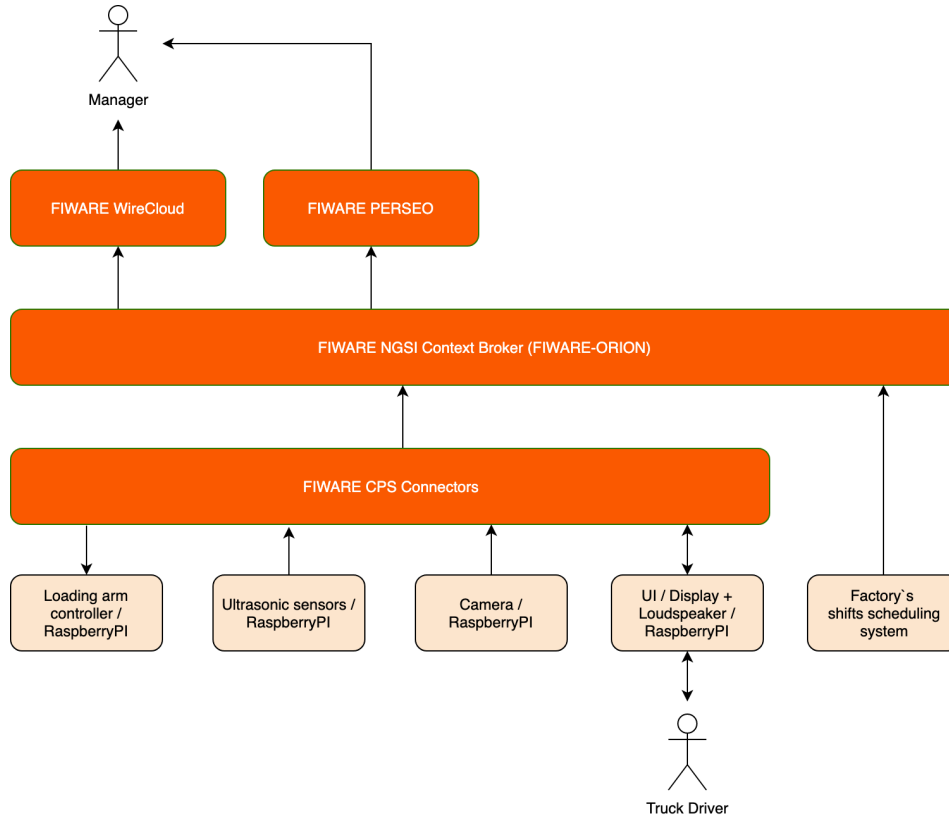 Manager
FIWARE WireCloud
FIWARE PERSEO
FIWARE NGSI Context Broker (FIWARE-ORION)
FIWARE CPS Connectors
Loading arm
controller /
RaspberryPI
Ultrasonic sensors /
RaspberryPI
Camera /
RaspberryPI
UI / Display +
Loudspeaker /
RaspberryPI
Factory`s
shifts scheduling
system
Truck Driver